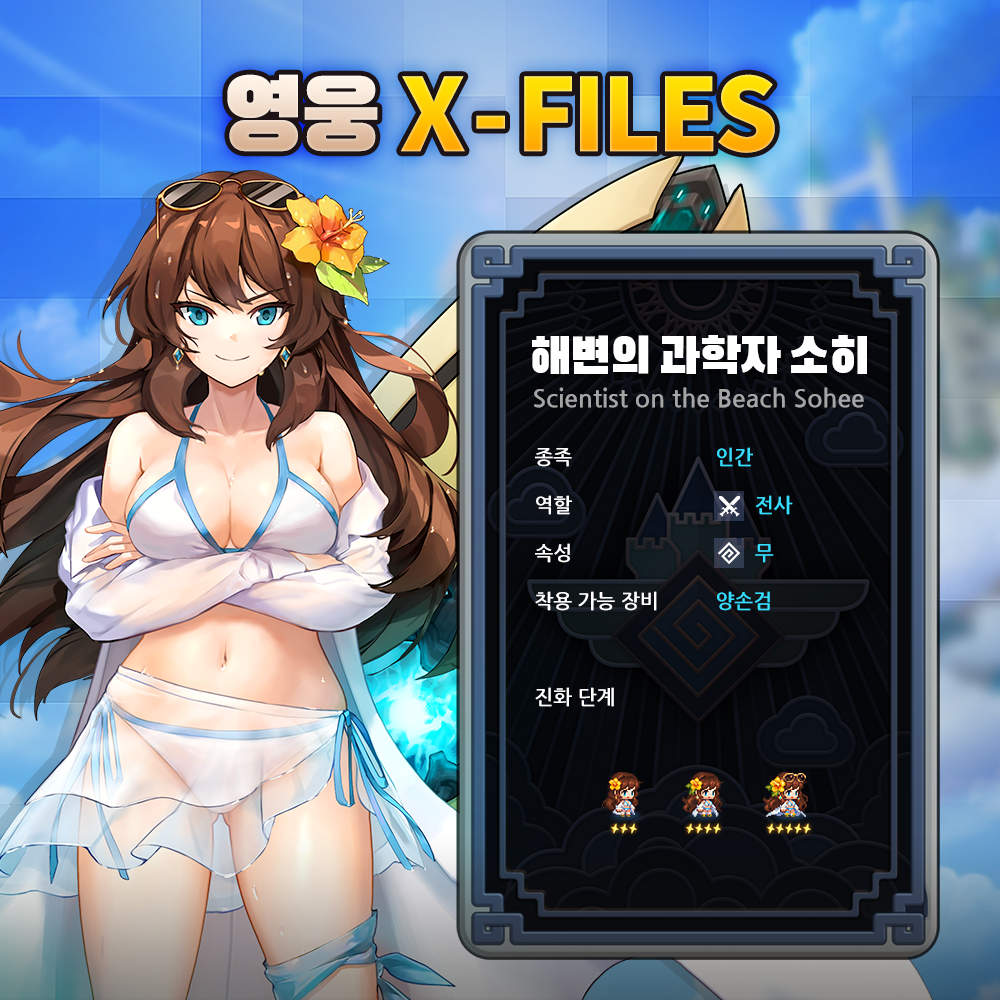 영웅 X-FILES
해변의 과학자 소히
Scientist on the Beach Sohee
종족 인간
역할 전사
속성 무
착용 가능 장비 양손검
진화 단계